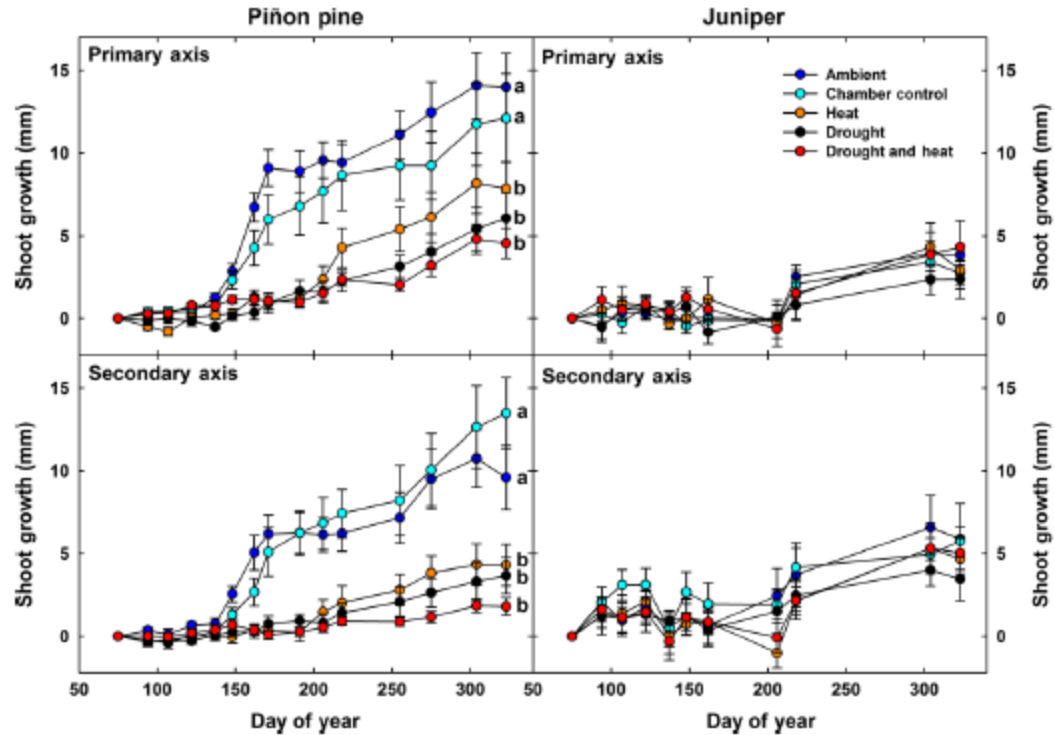 Piñon pine Juniper
Primary axis
Primary axis
Ambient
Chamber control
Heat
Drought
Drought and heat
Shoot growth (mm)
15
10
5
0
a
a
b
b
b
15
10
5
0
Shoot growth (mm)
Secondary axis
Secondary axis
Shoot growth (mm)
15
10
5
0
a
a
b
b
b
15
10
5
0
Shoot growth (mm)
50 100 150 200 250 300 50 100 150 200 250 300
Day of year Day of year